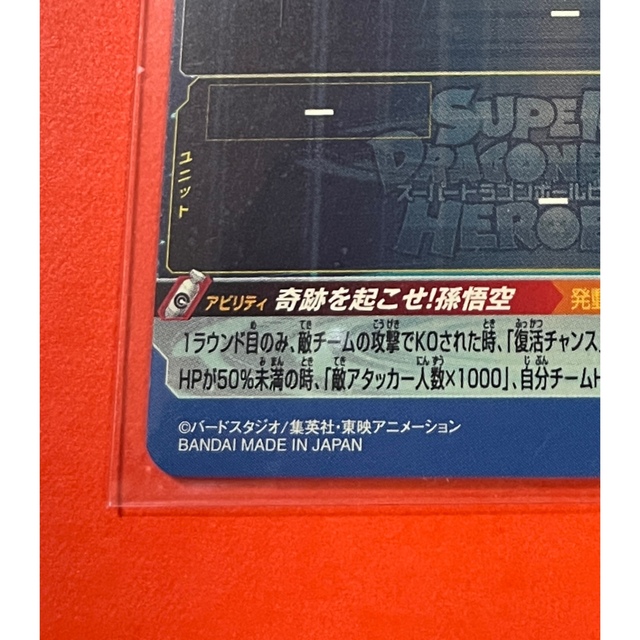 SUPER
DRAGONB
スーパードラゴンボールヒ
HERO
ユニット
アビリティ 奇跡を起こせ!孫悟空 発動
1ラウンド目のみ、敵チームの攻撃でKOされた時、「復活チャンス」
HPが50%未満の時、「敵アタッカー人数×1000」、自分チームH
©バードスタジオ/集英社・東映アニメーション
BANDAI MADE IN JAPAN